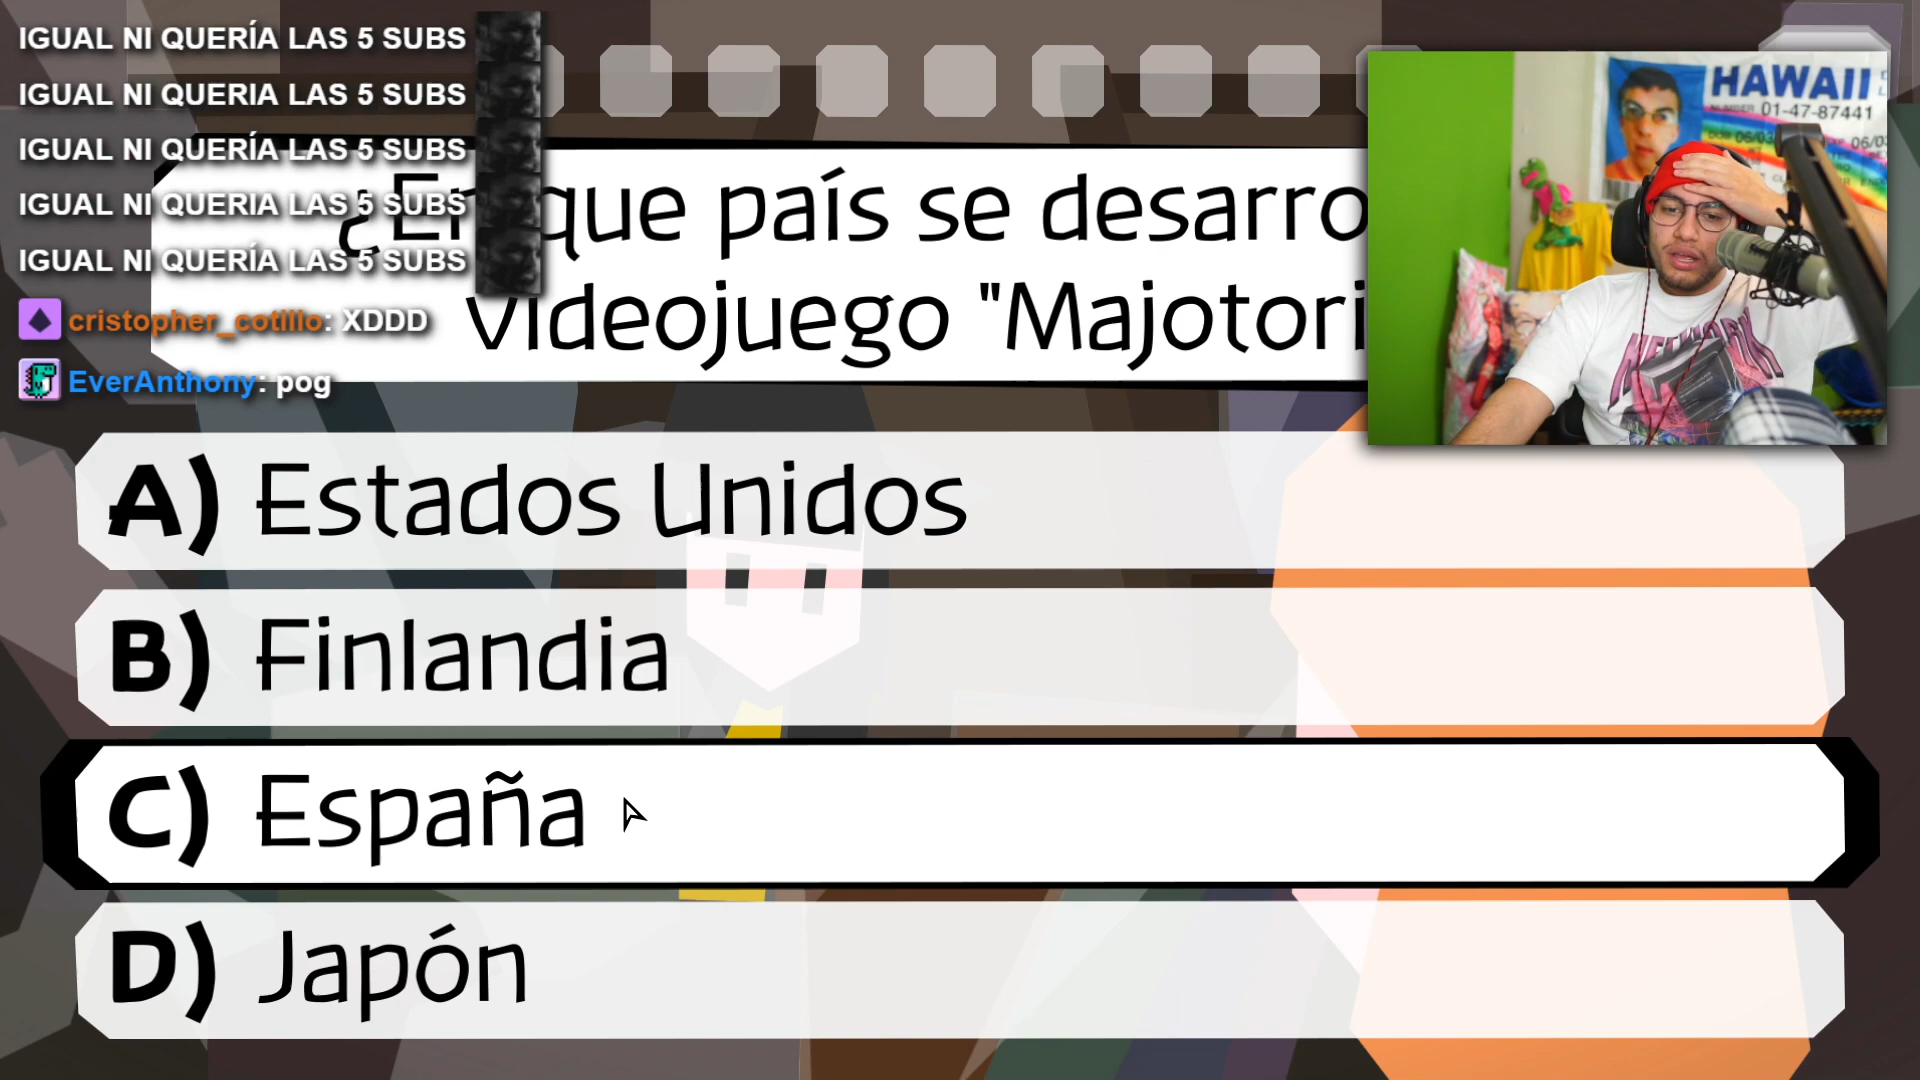 IGUAL NI QUERÍA LAS 5 SUBS
IGUAL NI QUERIA LAS 5 SUBS
IGUAL NI QUERÍA LAS 5 SUBS
IGUAL NI QUERIA LAS 5 SUBS
IGUAL NI QUERÍA LAS 5 SUBS
cristopher_cotillo: XDDD
EverAnthony: pog
¿En que país se desarro
videojuego "Majotori
A) Estados Unidos
B) Finlandia
C) España
D) Japón
HAWAII
NUMBER 01-47-87441